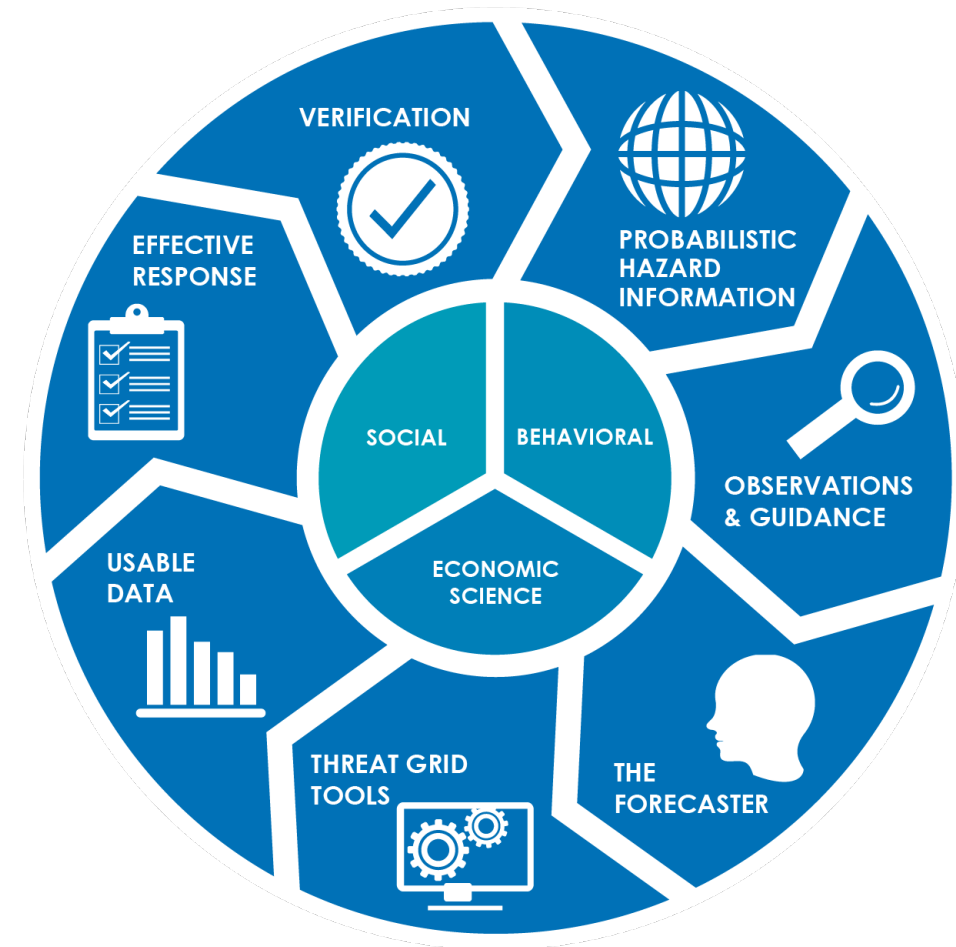 VERIFICATION
PROBABILISTIC
HAZARD
INFORMATION
OBSERVATIONS
& GUIDANCE
THE
FORECASTER
THREAT GRID
TOOLS
USABLE
DATA
EFFECTIVE
RESPONSE
SOCIAL
BEHAVIORAL
ECONOMIC
SCIENCE